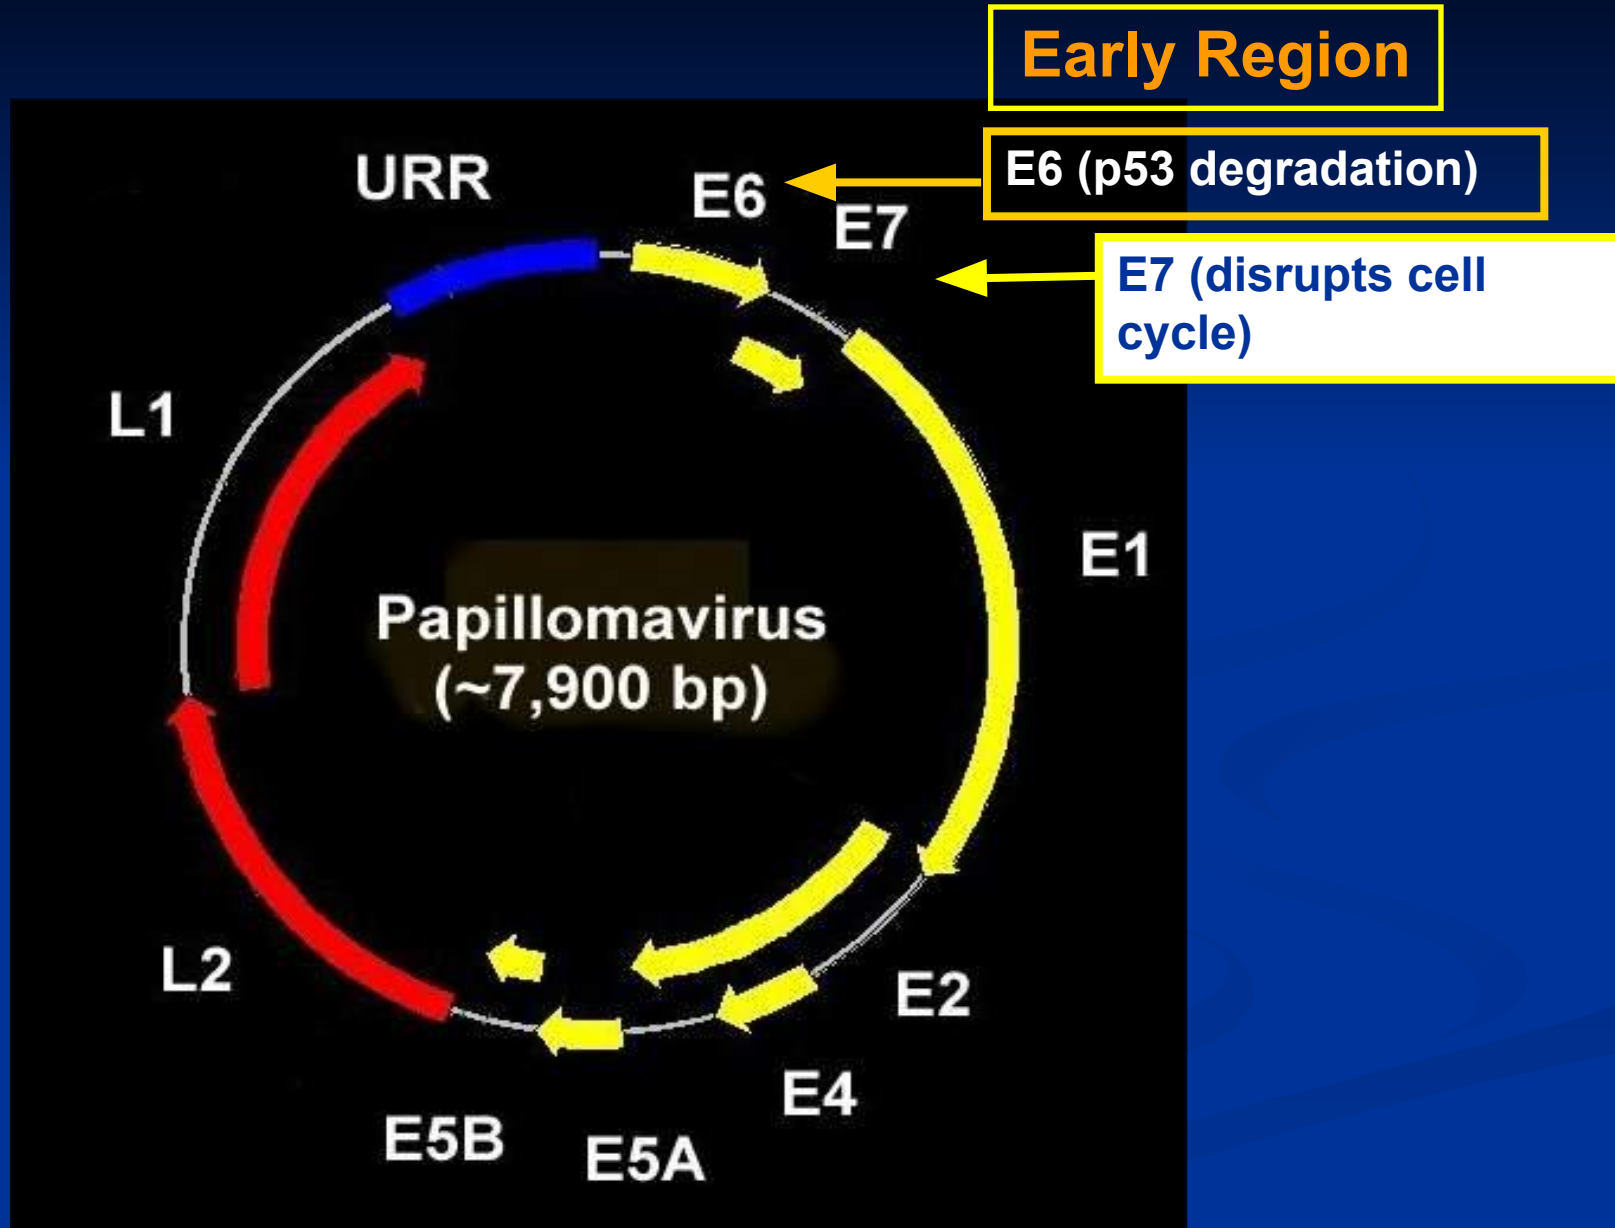 Early Region
E6 (p53 degradation)
URR
E6
E7
E7 (disrupts cell
cycle)
L1
E1
Papillomavirus
(~7,900 bp)
L2
E2
E4
E5B
E5A